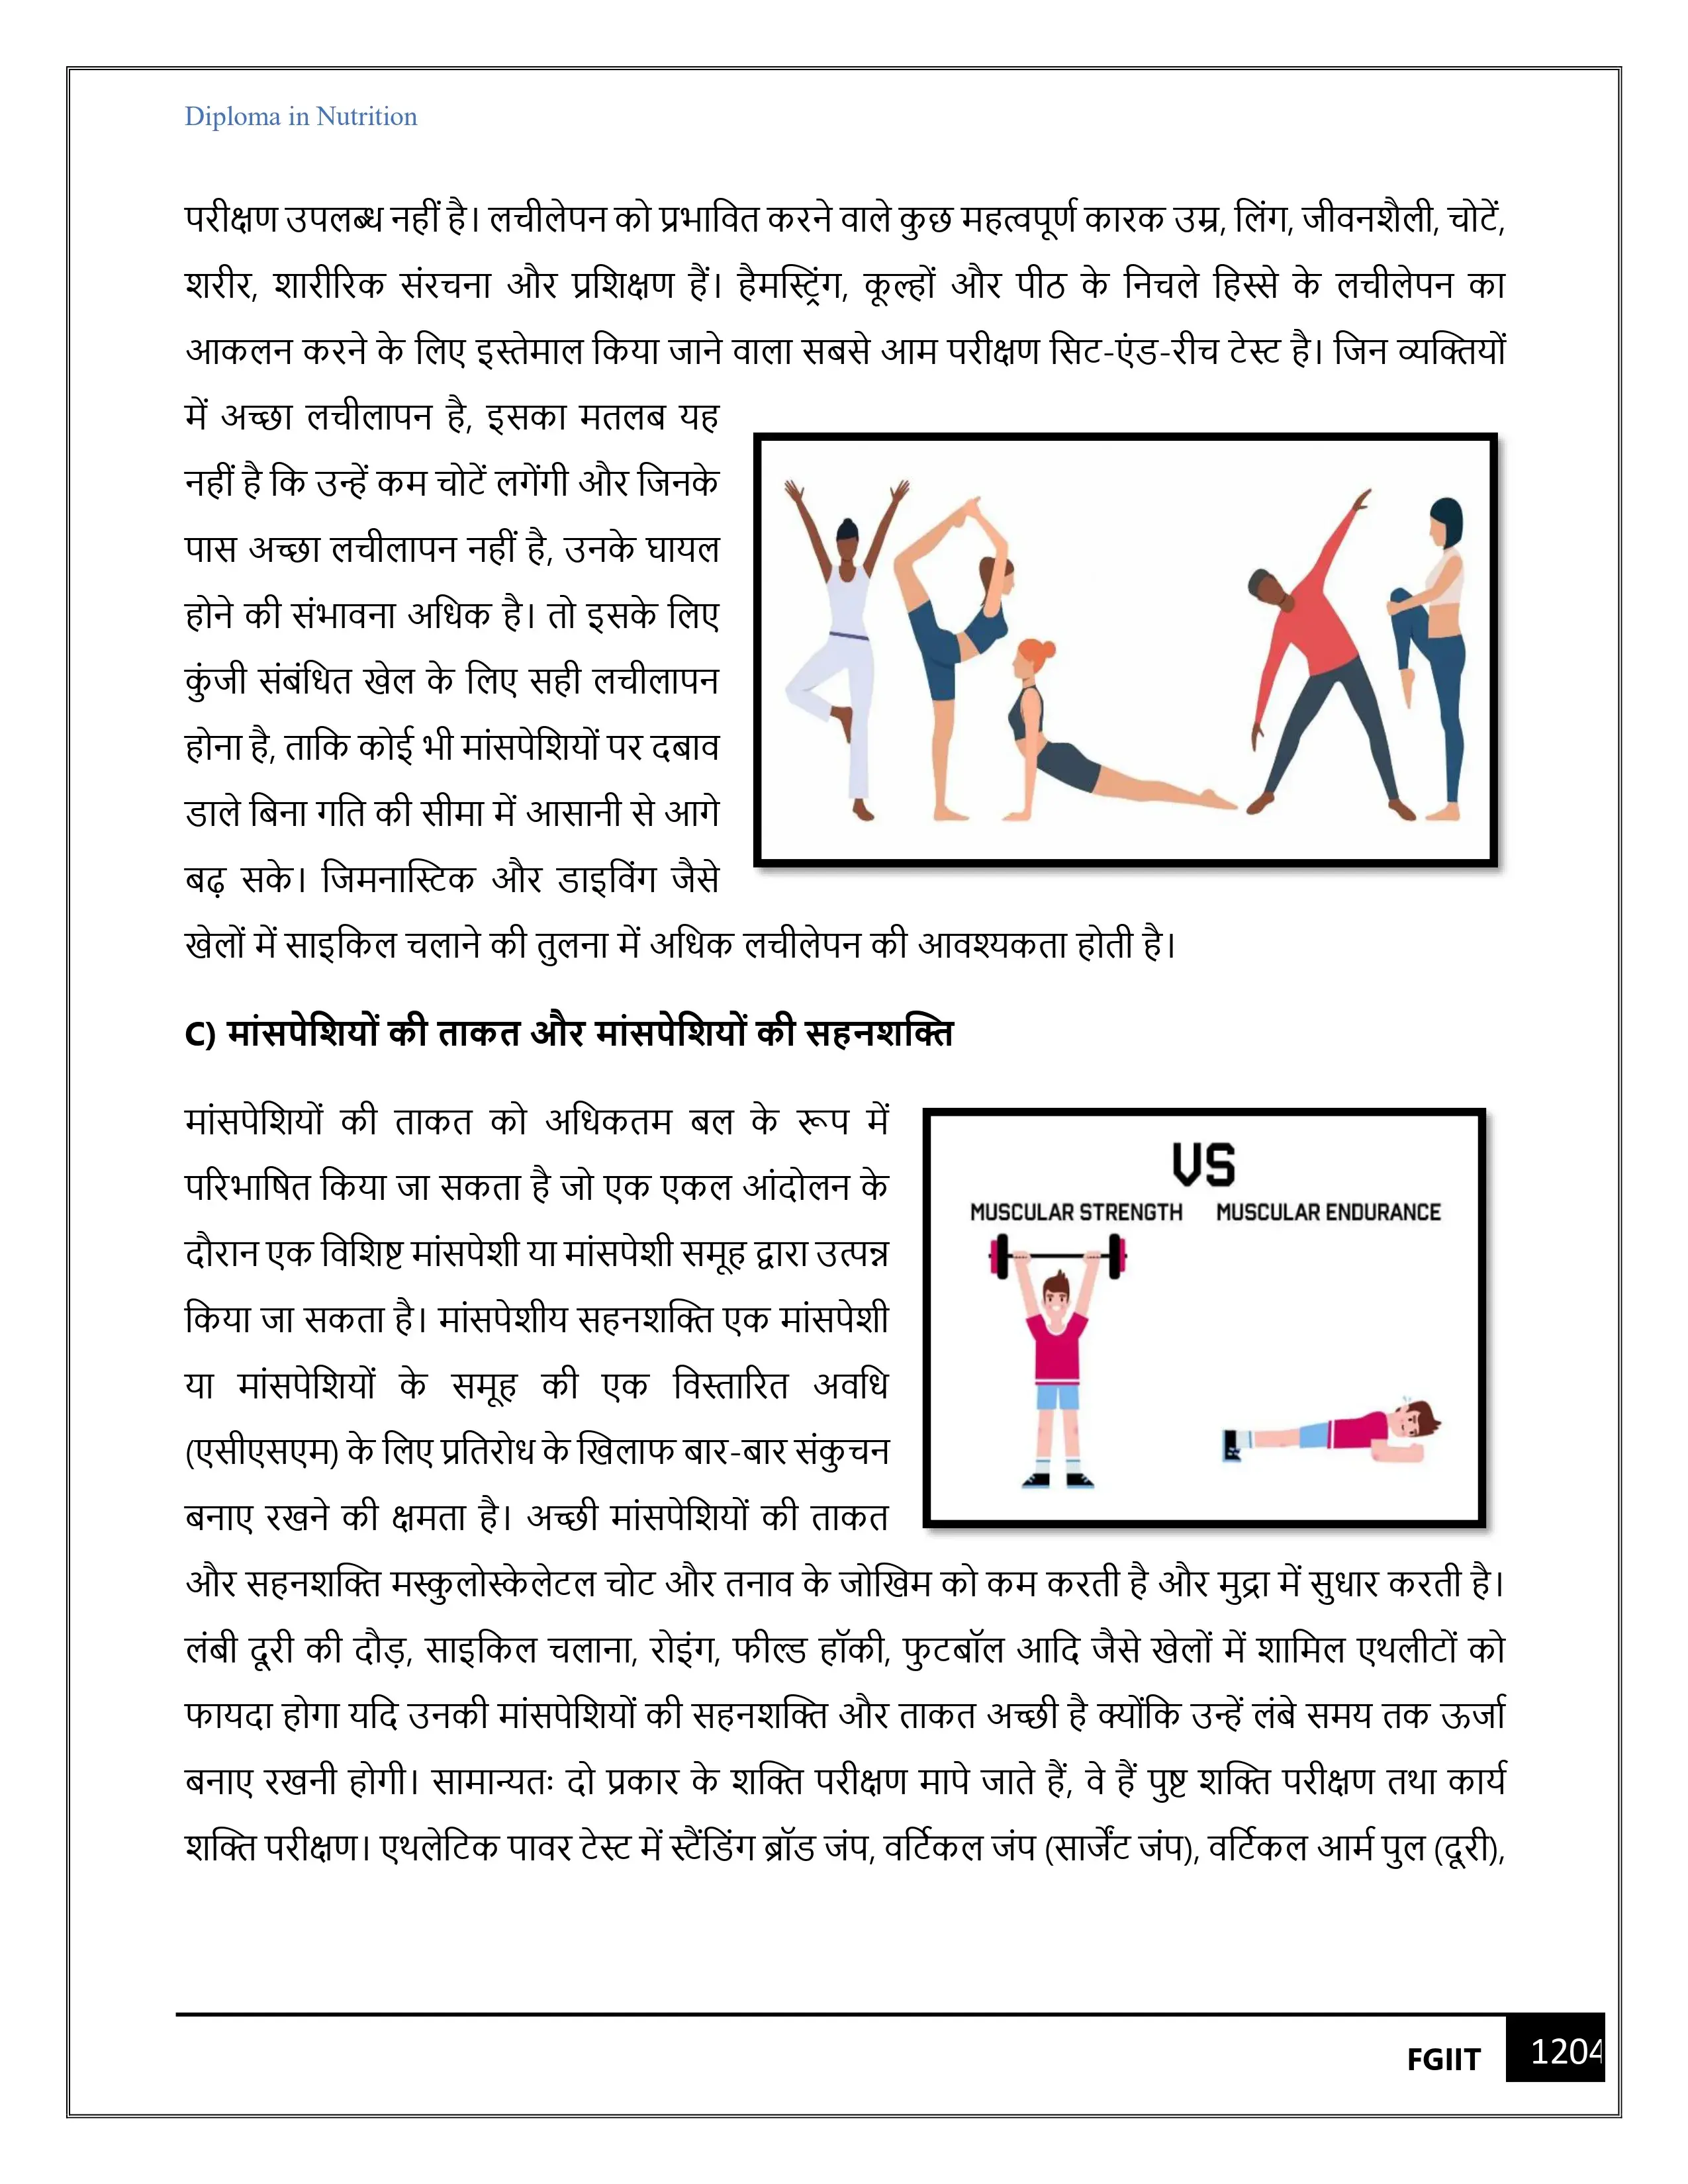 Diploma in Nutrition
परीक्षण उपलब्ध नहीं है। लचीलेपन को प्रभावित करने वाले कुछ महत्वपूर्ण कारक उम्र, लिंग, जीवनशैली, चोटें,
शरीर, शारीरिक संरचना और प्रशिक्षण हैं। हैमस्ट्रिंग, कूल्हों और पीठ के निचले हिस्से के लचीलेपन का
आकलन करने के लिए इस्तेमाल किया जाने वाला सबसे आम परीक्षण सिट-एंड-रीच टेस्ट है। जिन व्यक्तियों
में अच्छा लचीलापन है, इसका मतलब यह
नहीं है कि उन्हें कम चोटें लगेंगी और जिनके
पास अच्छा लचीलापन नहीं है, उनके घायल
होने की संभावना अधिक है। तो इसके लिए
कुंजी संबंधित खेल के लिए सही लचीलापन
होना है, ताकि कोई भी मांसपेशियों पर दबाव
डाले बिना गति की सीमा में आसानी से आगे
बढ़ सके। जिमनास्टिक और डाइविंग जैसे
खेलों में साइकिल चलाने की तुलना में अधिक लचीलेपन की आवश्यकता होती है।
C) मांसपेशियों की ताकत और मांसपेशियों की सहनशक्ति
मांसपेशियों की ताकत को अधिकतम बल के रूप में
परिभाषित किया जा सकता है जो एक एकल आंदोलन के
दौरान एक विशिष्ट मांसपेशी या मांसपेशी समूह द्वारा उत्पन्न
किया जा सकता है। मांसपेशीय सहनशक्ति एक मांसपेशी
या मांसपेशियों के समूह की एक विस्तारित अवधि
(एसीएसएम) के लिए प्रतिरोध के खिलाफ बार-बार संकुचन
बनाए रखने की क्षमता है। अच्छी मांसपेशियों की ताकत
VS
MUSCULAR STRENGTH MUSCULAR ENDURANCE
और सहनशक्ति मस्कुलोस्केलेटल चोट और तनाव के जोखिम को कम करती है और मुद्रा में सुधार करती है।
लंबी दूरी की दौड़, साइकिल चलाना, रोइंग, फील्ड हॉकी, फुटबॉल आदि जैसे खेलों में शामिल एथलीटों को
फायदा होगा यदि उनकी मांसपेशियों की सहनशक्ति और ताकत अच्छी है क्योंकि उन्हें लंबे समय तक ऊर्जा
बनाए रखनी होगी। सामान्यतः दो प्रकार के शक्ति परीक्षण मापे जाते हैं, वे हैं पुष्ट शक्ति परीक्षण तथा कार्य
शक्ति परीक्षण। एथलेटिक पावर टेस्ट में स्टैंडिंग ब्रॉड जंप, वर्टिकल जंप (सार्जेंट जंप), वर्टिकल आर्म पुल (दूरी),
FGIIT 1204